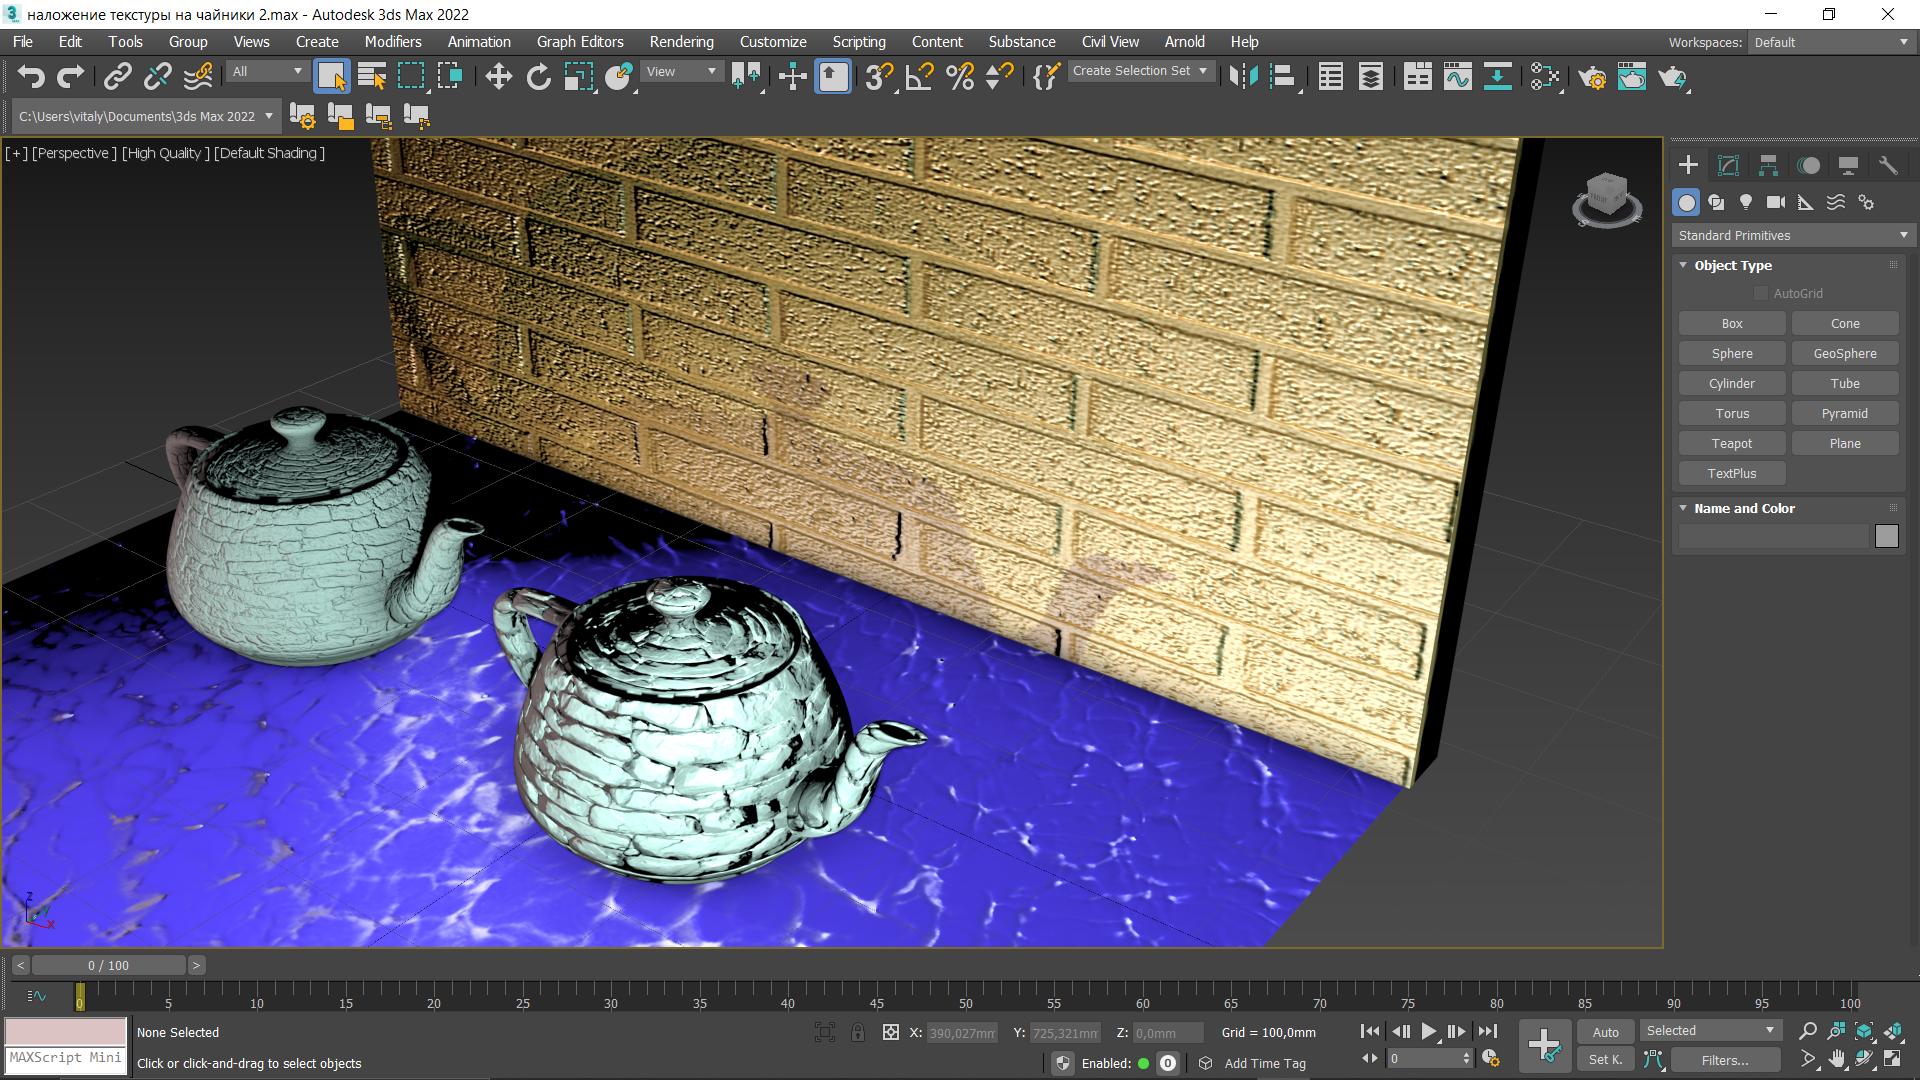 наложение текстуры на чайники 2.max - Autodesk 3ds Max 2022
File Edit Tools Group Views Create Modifiers Animation Graph Editors Rendering Customize Scripting Content Substance Civil View Arnold Help Workspaces: Default
All View Create Selection Set
C:\Users\vitaly\Documents\3ds Max 2022
[+] [Perspective ] [High Quality ] [Default Shading ]
Standard Primitives
Object Type
AutoGrid
Box Cone
Sphere GeoSphere
Cylinder Tube
Torus Pyramid
Teapot Plane
TextPlus
Name and Color
z
y
x
< 0 / 100 >
0 5 10 15 20 25 30 35 40 45 50 55 60 65 70 75 80 85 90 95 100
None Selected X: 390,027mm Y: 725,321mm Z: 0,0mm Grid = 100,0mm Auto Selected
MAXScript Mini
Click or click-and-drag to select objects Enabled: 0 Add Time Tag 0 Set K. Filters...